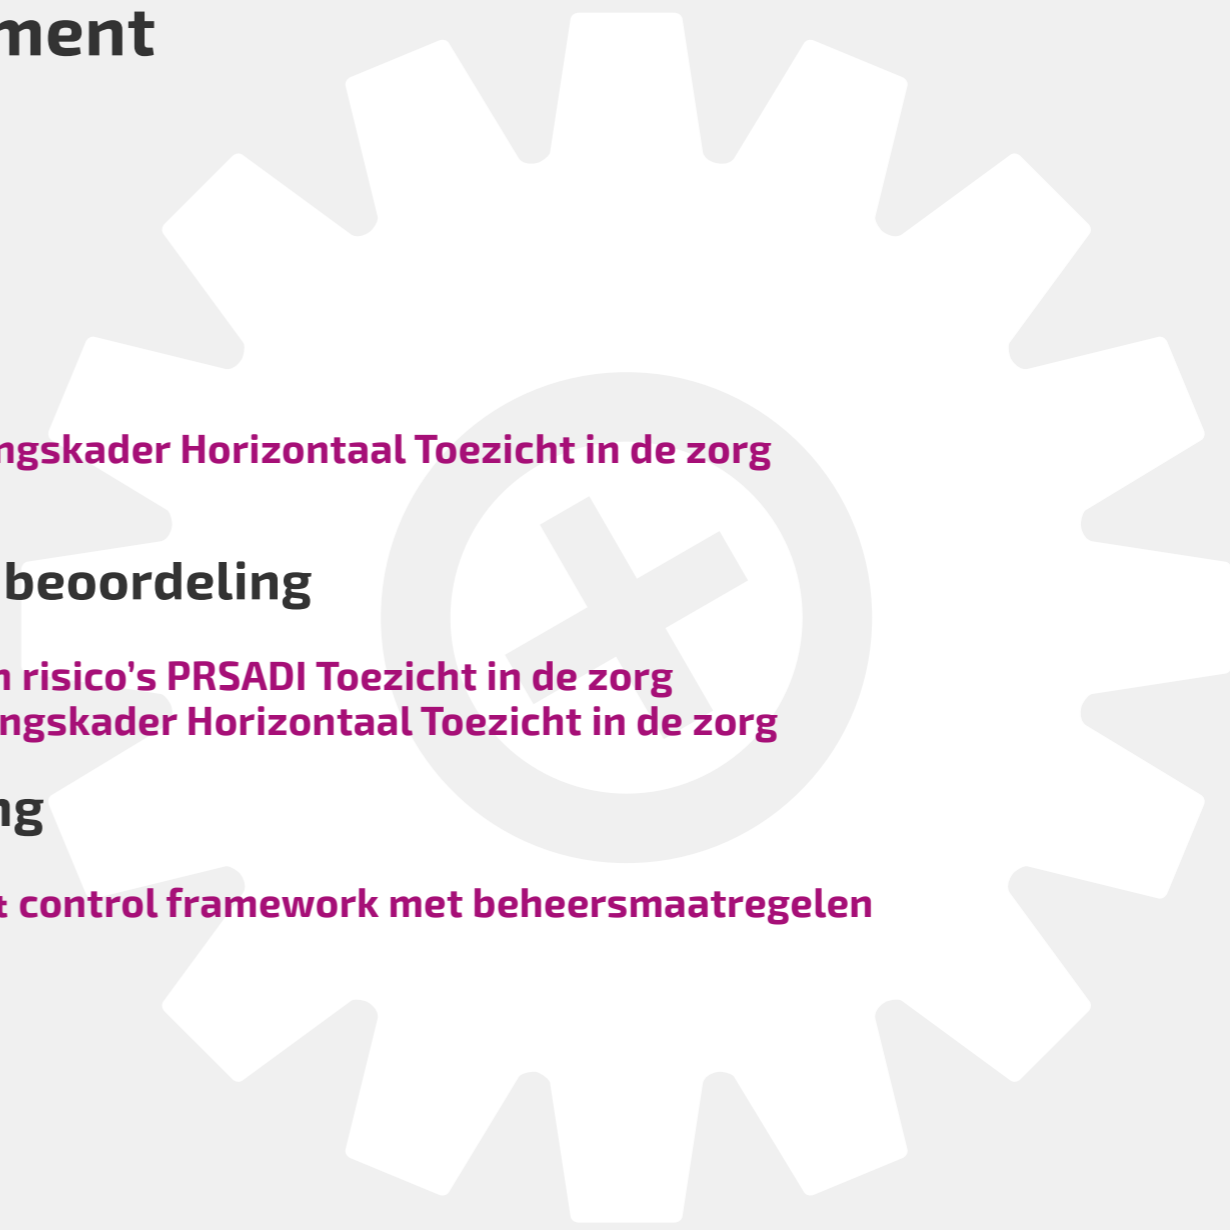 ment
ngskader Horizontaal Toezicht in de zorg
beoordeling
n risico’s PRSADI Toezicht in de zorg
ngskader Horizontaal Toezicht in de zorg
ng
& control framework met beheersmaatregelen